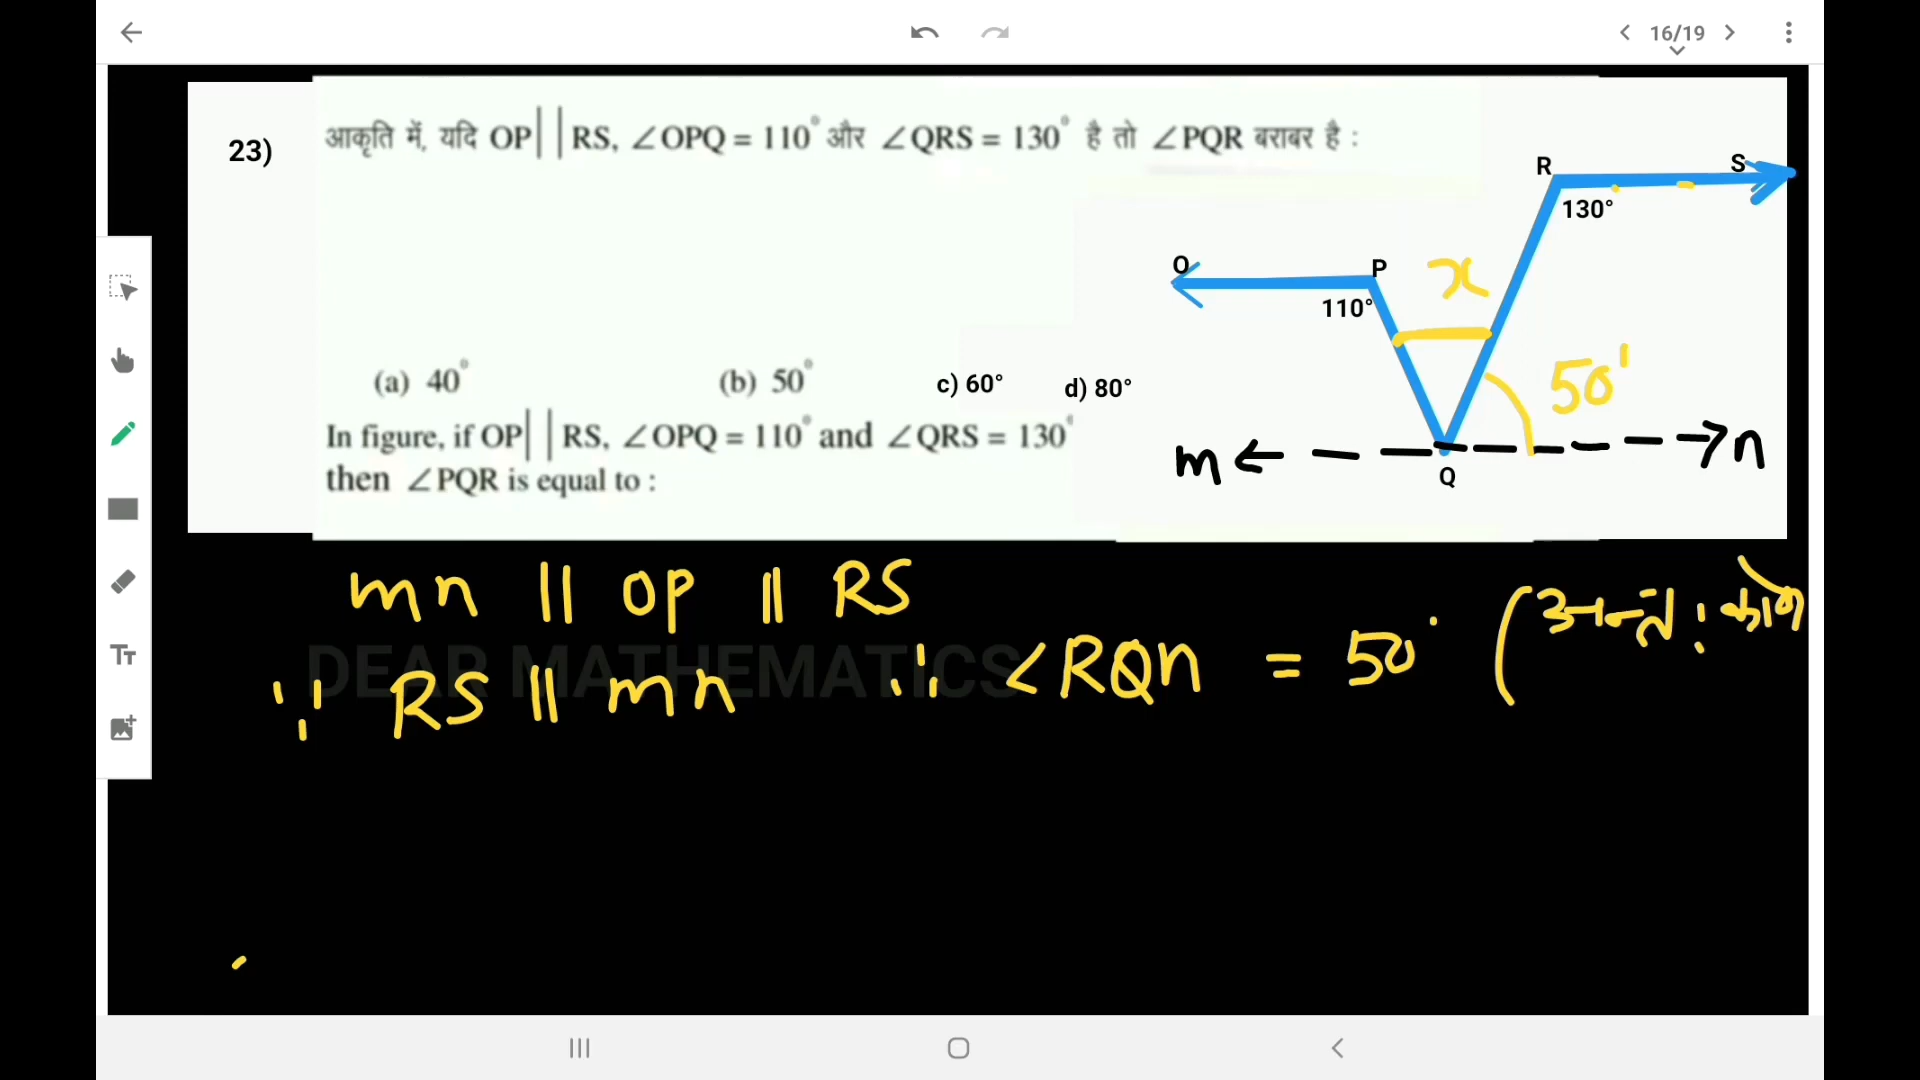 16/19
23)
आकृति में, यदि OP||RS, ∠OPQ = 110° और ∠QRS = 130° है तो ∠PQR बराबर है :
R
S
130°
O
P
x
110°
50°
(a) 40°
(b) 50°
c) 60°
d) 80°
In figure, if OP||RS, ∠OPQ = 110° and ∠QRS = 130°
then ∠PQR is equal to :
m
n
Q
mn || OP || RS
DEAR MATHEMATICS
∵ RS || mn ∴ ∠RQn = 50° (अन्तः कोण
Tт